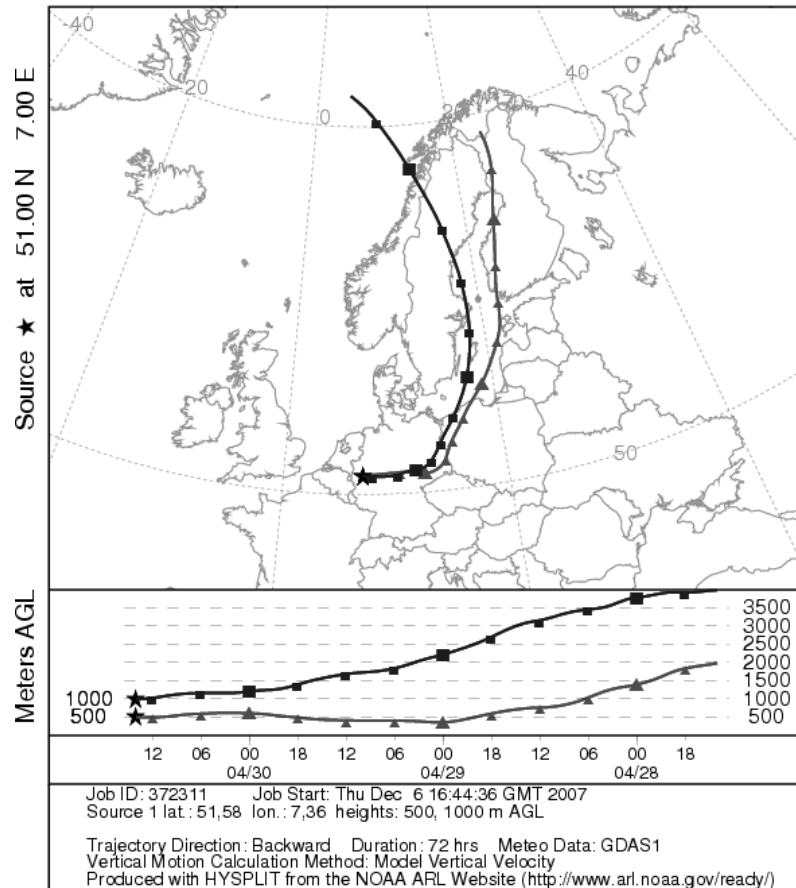 -40
-20
0
20
40
50
Source ★ at 51.00 N 7.00 E
Meters AGL
3500
3000
2500
2000
1500
1000
500
1000
500
12 06 00 18 12 06 00 18 12 06 00 18
04/30 04/29 04/28
Job ID: 372311 Job Start: Thu Dec 6 16:44:36 GMT 2007
Source 1 lat.: 51,58 lon.: 7,36 heights: 500, 1000 m AGL
Trajectory Direction: Backward Duration: 72 hrs Meteo Data: GDAS1
Vertical Motion Calculation Method: Model Vertical Velocity
Produced with HYSPLIT from the NOAA ARL Website (http://www.arl.noaa.gov/ready/)